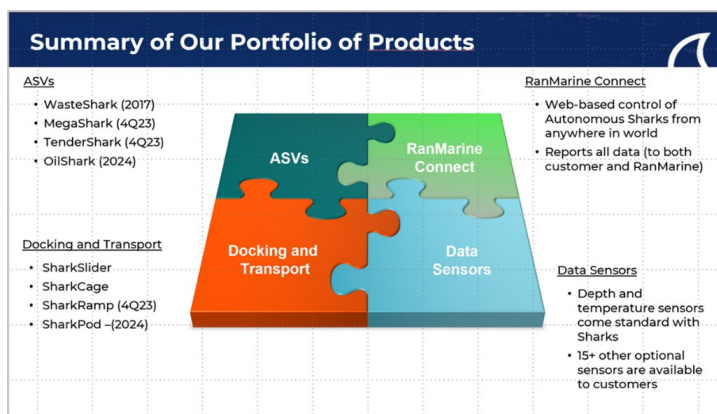 Summary of Our Portfolio of Products
ASVs
• WasteShark (2017)
• MegaShark (4Q23)
• TenderShark (4Q23)
• OilShark (2024)
RanMarine Connect
• Web-based control of
Autonomous Sharks from
anywhere in world
• Reports all data (to both
customer and RanMarine)
ASVs
RanMarine
Connect
Docking and
Transport
Data
Sensors
Docking and Transport
• SharkSlider
• SharkCage
• SharkRamp (4Q23)
• SharkPod –(2024)
Data Sensors
• Depth and
temperature sensors
come standard with
Sharks
• 15+ other optional
sensors are available
to customers